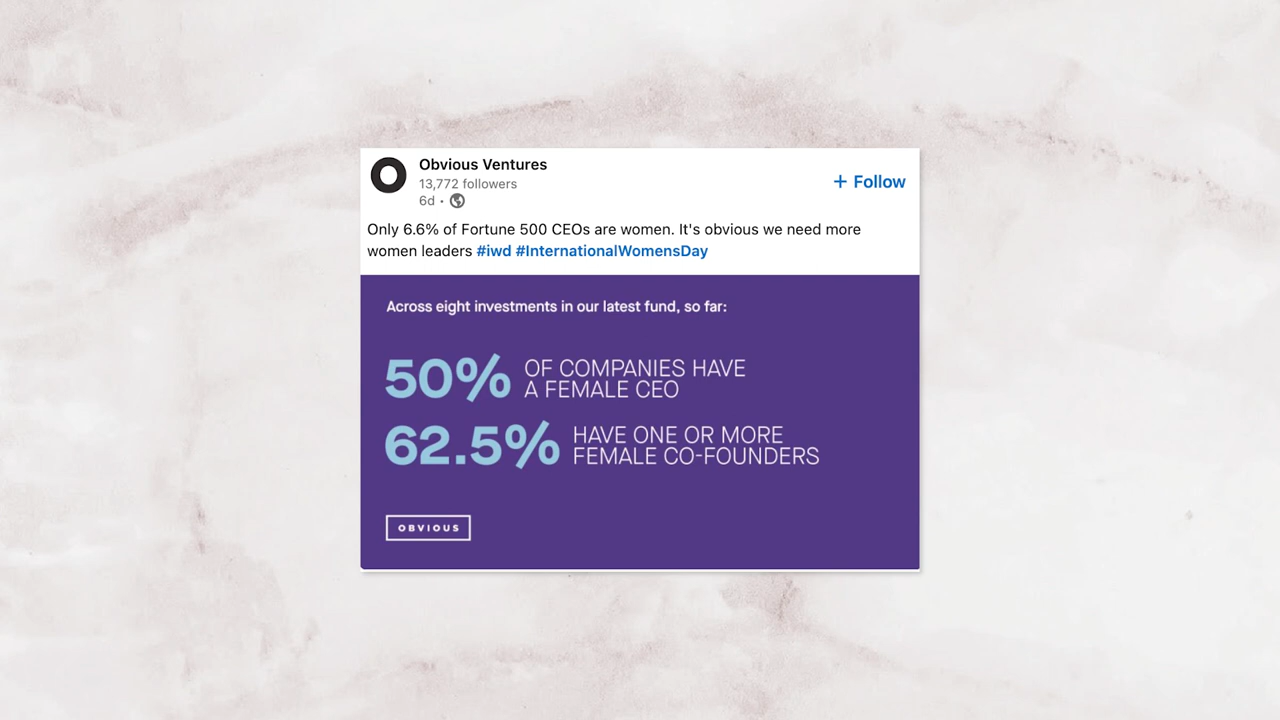 Obvious Ventures
13,772 followers
6d •
+ Follow
Only 6.6% of Fortune 500 CEOs are women. It's obvious we need more
women leaders #iwd #InternationalWomensDay
Across eight investments in our latest fund, so far:
50% OF COMPANIES HAVE
A FEMALE CEO
62.5% HAVE ONE OR MORE
FEMALE CO-FOUNDERS
OBVIOUS